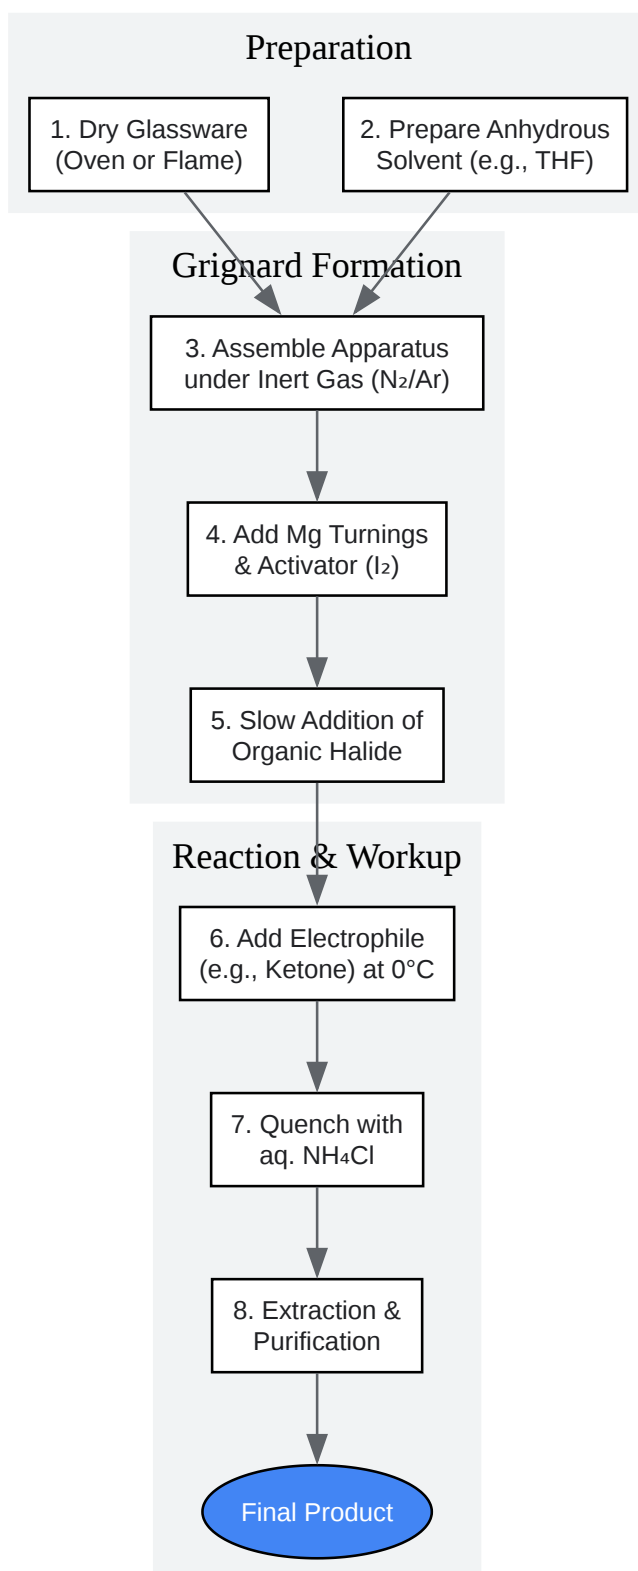 Preparation
1. Dry Glassware
(Oven or Flame)
2. Prepare Anhydrous
Solvent (e.g., THF)
Grignard Formation
3. Assemble Apparatus
under Inert Gas (N₂/Ar)
4. Add Mg Turnings
& Activator (I₂)
5. Slow Addition of
Organic Halide
Reaction & Workup
6. Add Electrophile
(e.g., Ketone) at 0°C
7. Quench with
aq. NH₄Cl
8. Extraction &
Purification
Final Product